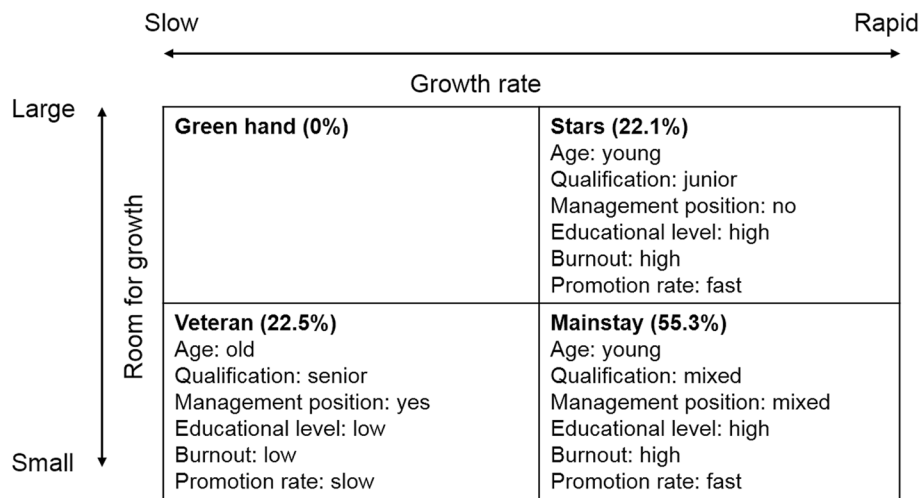 Slow
Rapid
Growth rate
Large
Room for growth
Small
Green hand (0%)
Stars (22.1%)
Age: young
Qualification: junior
Management position: no
Educational level: high
Burnout: high
Promotion rate: fast
Veteran (22.5%)
Age: old
Qualification: senior
Management position: yes
Educational level: low
Burnout: low
Promotion rate: slow
Mainstay (55.3%)
Age: young
Qualification: mixed
Management position: mixed
Educational level: high
Burnout: high
Promotion rate: fast